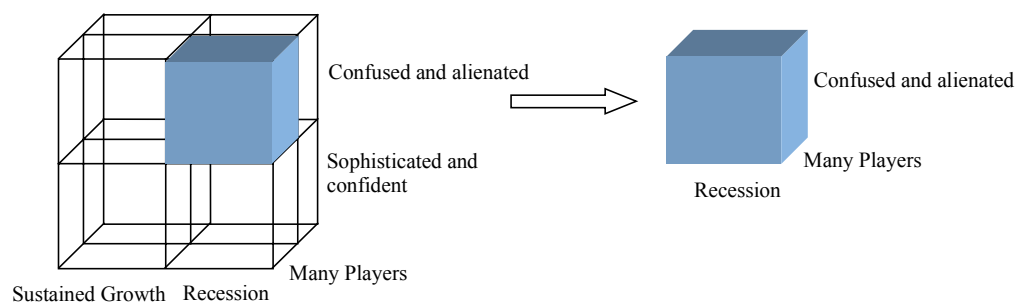 Confused and alienated
Sophisticated and
confident
Many Players
Sustained Growth
Recession
Confused and alienated
Many Players
Recession